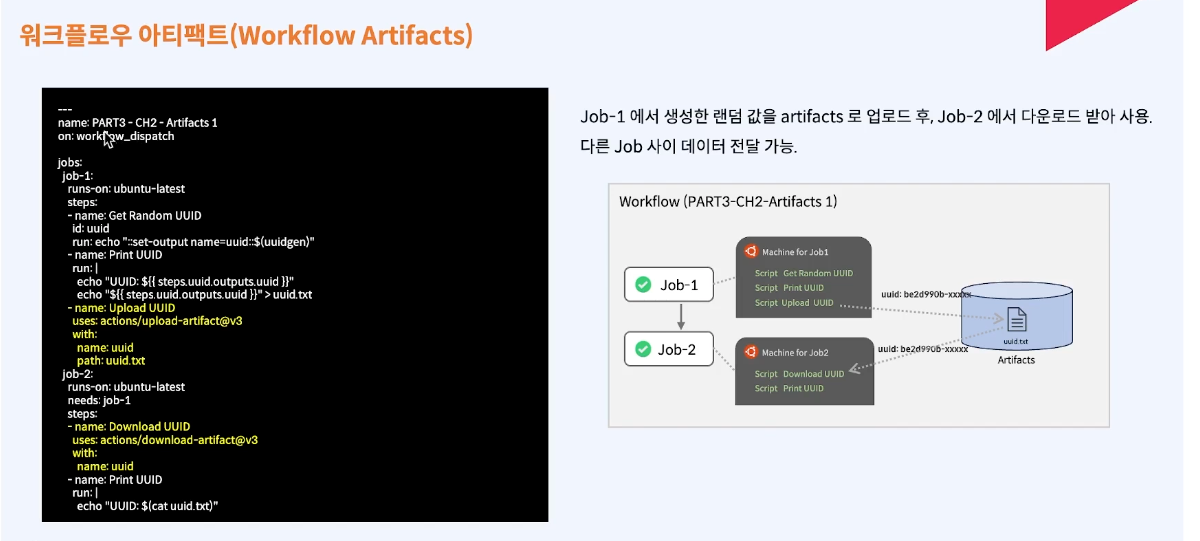 워크플로우 아티팩트(Workflow Artifacts)
---
name: PART3 - CH2 - Artifacts 1
on: workflow_dispatch
jobs:
job-1:
runs-on: ubuntu-latest
steps:
- name: Get Random UUID
id: uuid
run: echo "::set-output name=uuid::$(uuidgen)"
- name: Print UUID
run: |
echo "UUID: ${{ steps.uuid.outputs.uuid }}"
echo "${{ steps.uuid.outputs.uuid }}" > uuid.txt
- name: Upload UUID
uses: actions/upload-artifact@v3
with:
name: uuid
path: uuid.txt
job-2:
runs-on: ubuntu-latest
needs: job-1
steps:
- name: Download UUID
uses: actions/download-artifact@v3
with:
name: uuid
- name: Print UUID
run: |
echo "UUID: $(cat uuid.txt)"
Job-1 에서 생성한 랜덤 값을 artifacts 로 업로드 후, Job-2 에서 다운로드 받아 사용.
다른 Job 사이 데이터 전달 가능.
Workflow (PART3-CH2-Artifacts 1)
Job-1
Machine for Job1
Script Get Random UUID
Script Print UUID
Script Upload UUID
uuid: be2d990b-xxxxx
Job-2
Machine for Job2
Script Download UUID
Script Print UUID
uuid: be2d990b-xxxxx
uuid.txt
Artifacts